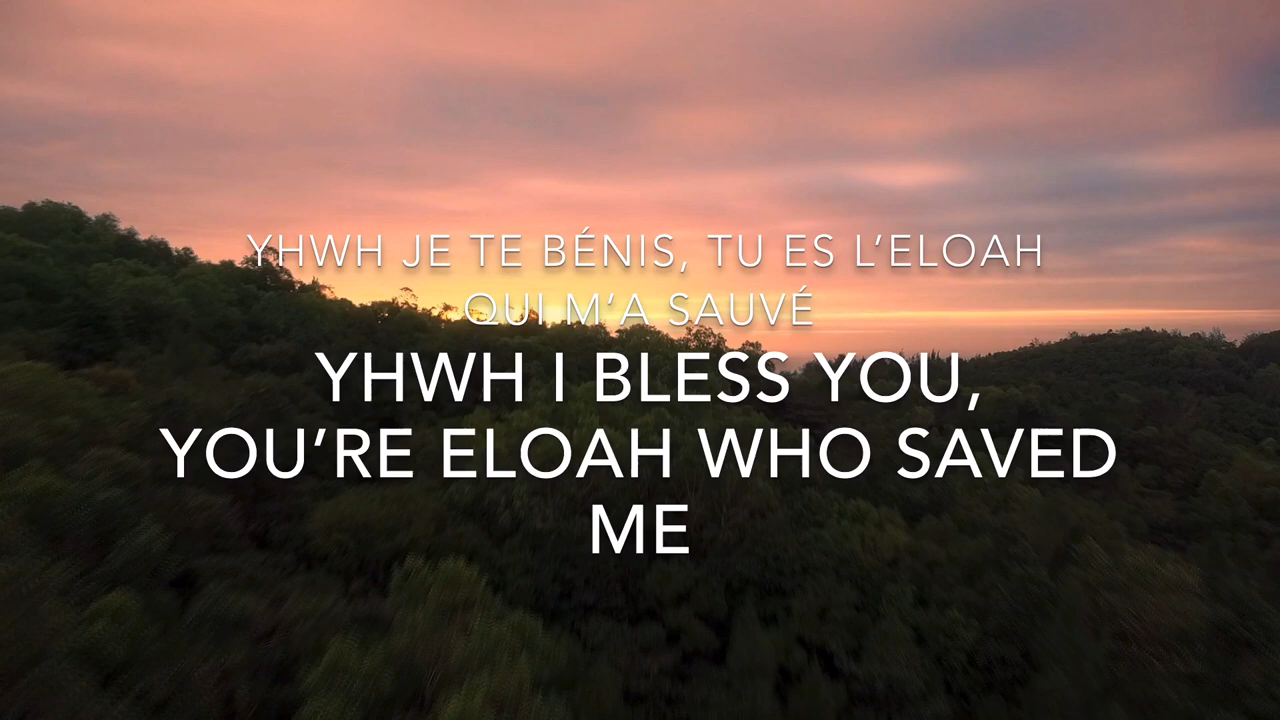 YHWH JE TE BÉNIS, TU ES L’ELOAH
QUI M’A SAUVÉ
YHWH I BLESS YOU,
YOU’RE ELOAH WHO SAVED
ME